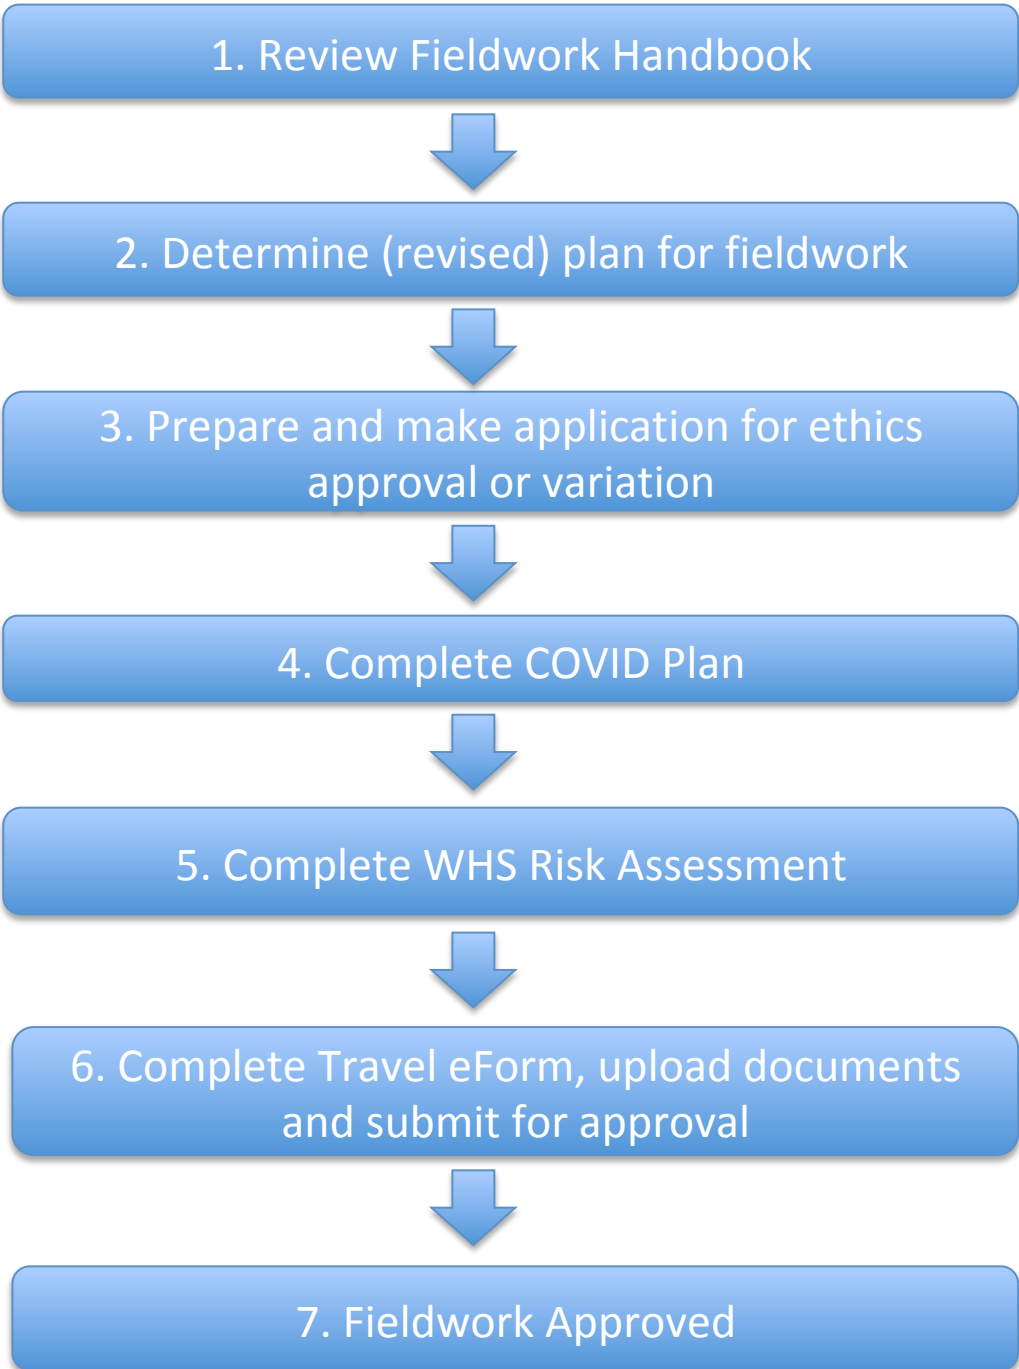 1. Review Fieldwork Handbook
2. Determine (revised) plan for fieldwork
3. Prepare and make application for ethics
approval or variation
4. Complete COVID Plan
5. Complete WHS Risk Assessment
6. Complete Travel eForm, upload documents
and submit for approval
7. Fieldwork Approved